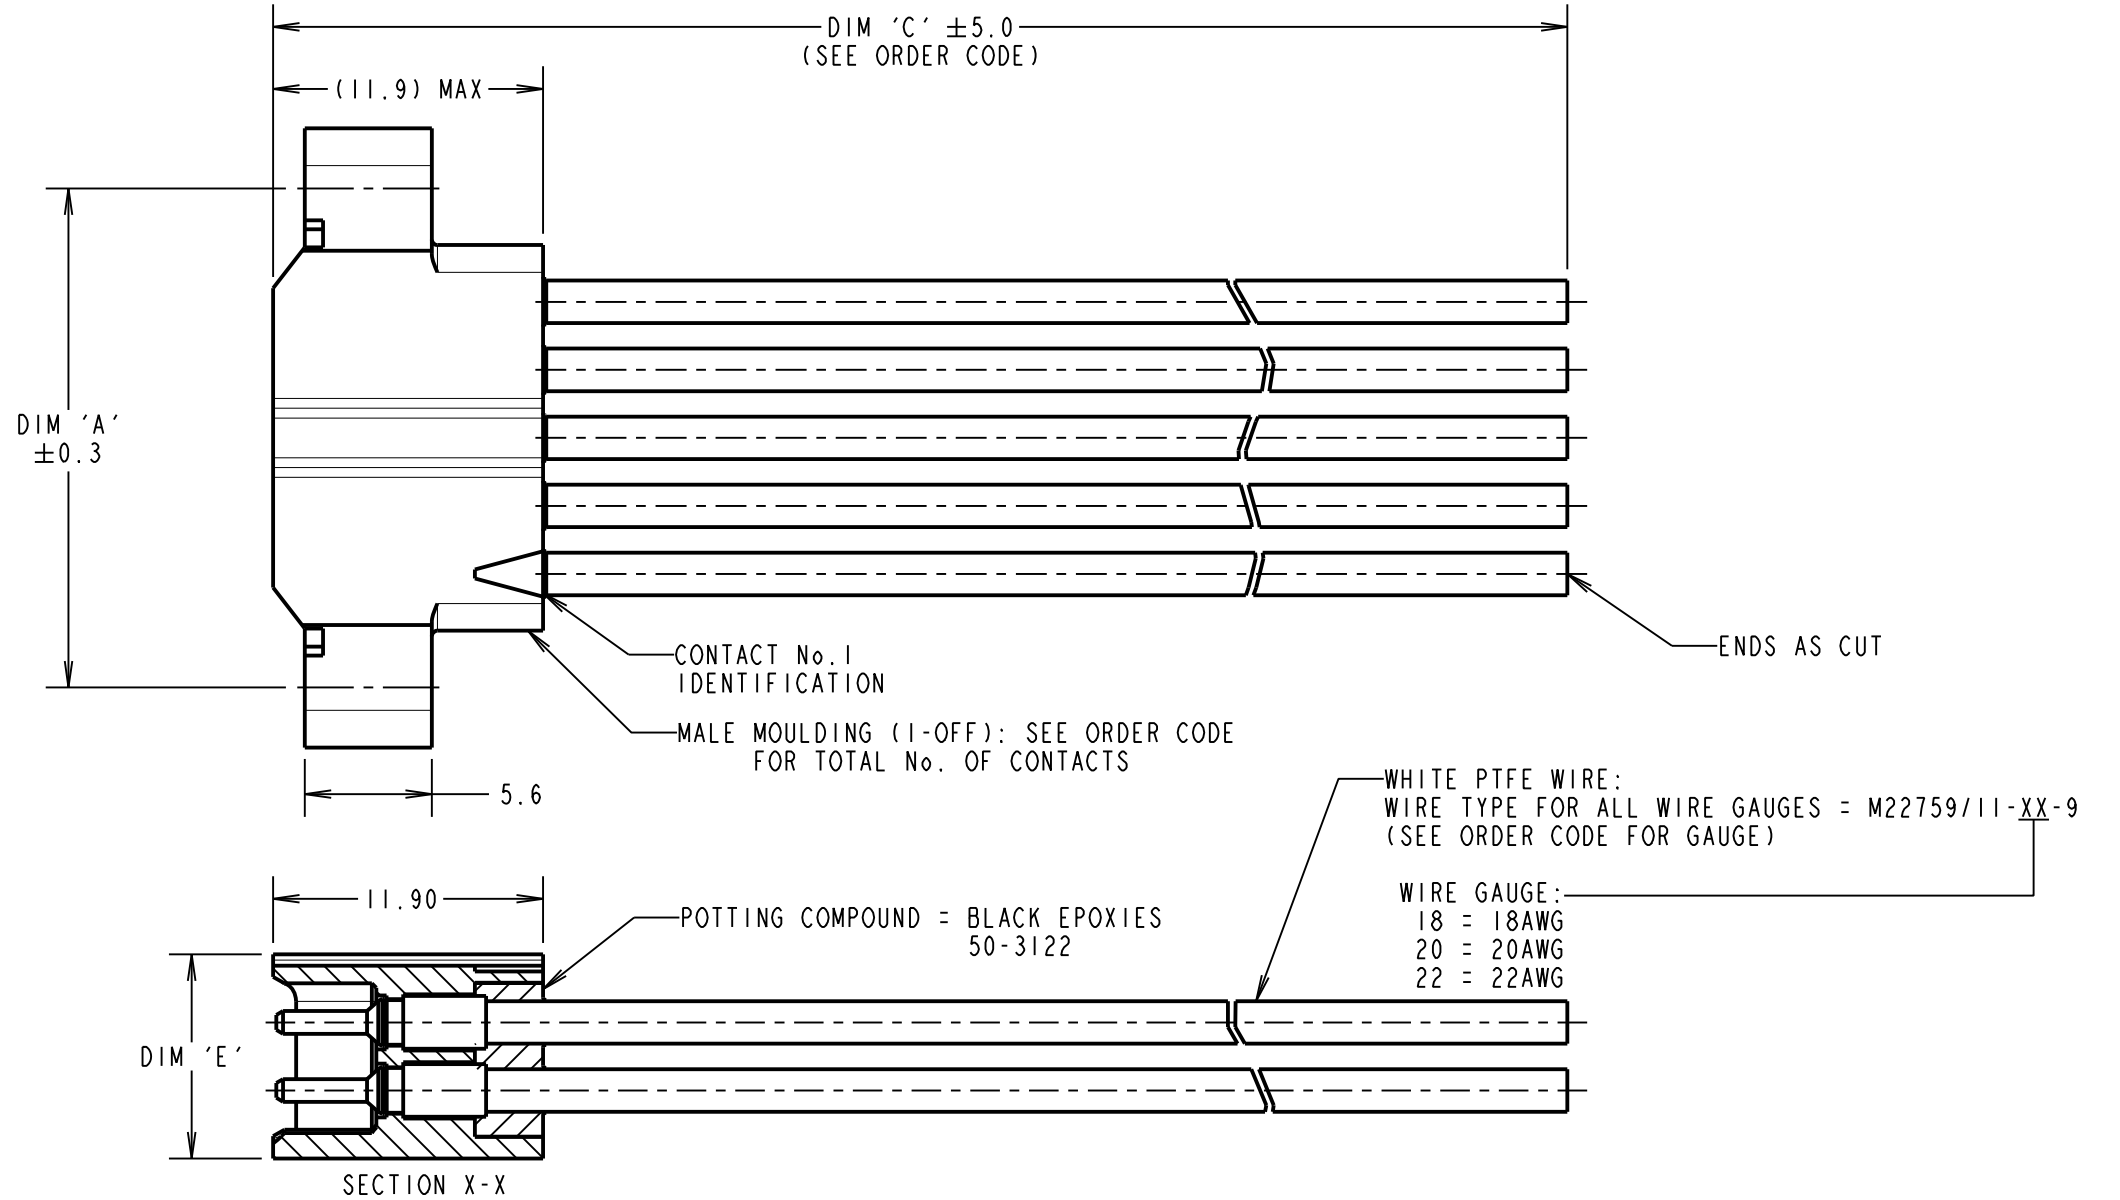 DIM 'C' ±5.0
(SEE ORDER CODE)
(11.9) MAX
DIM 'A'
±0.3
CONTACT No.1
IDENTIFICATION
ENDS AS CUT
MALE MOULDING (1-OFF): SEE ORDER CODE
FOR TOTAL No. OF CONTACTS
5.6
WHITE PTFE WIRE:
WIRE TYPE FOR ALL WIRE GAUGES = M22759/11-XX-9
(SEE ORDER CODE FOR GAUGE)
WIRE GAUGE:
18 = 18AWG
20 = 20AWG
22 = 22AWG
11.90
POTTING COMPOUND = BLACK EPOXIES
50-3122
DIM 'E'
SECTION X-X